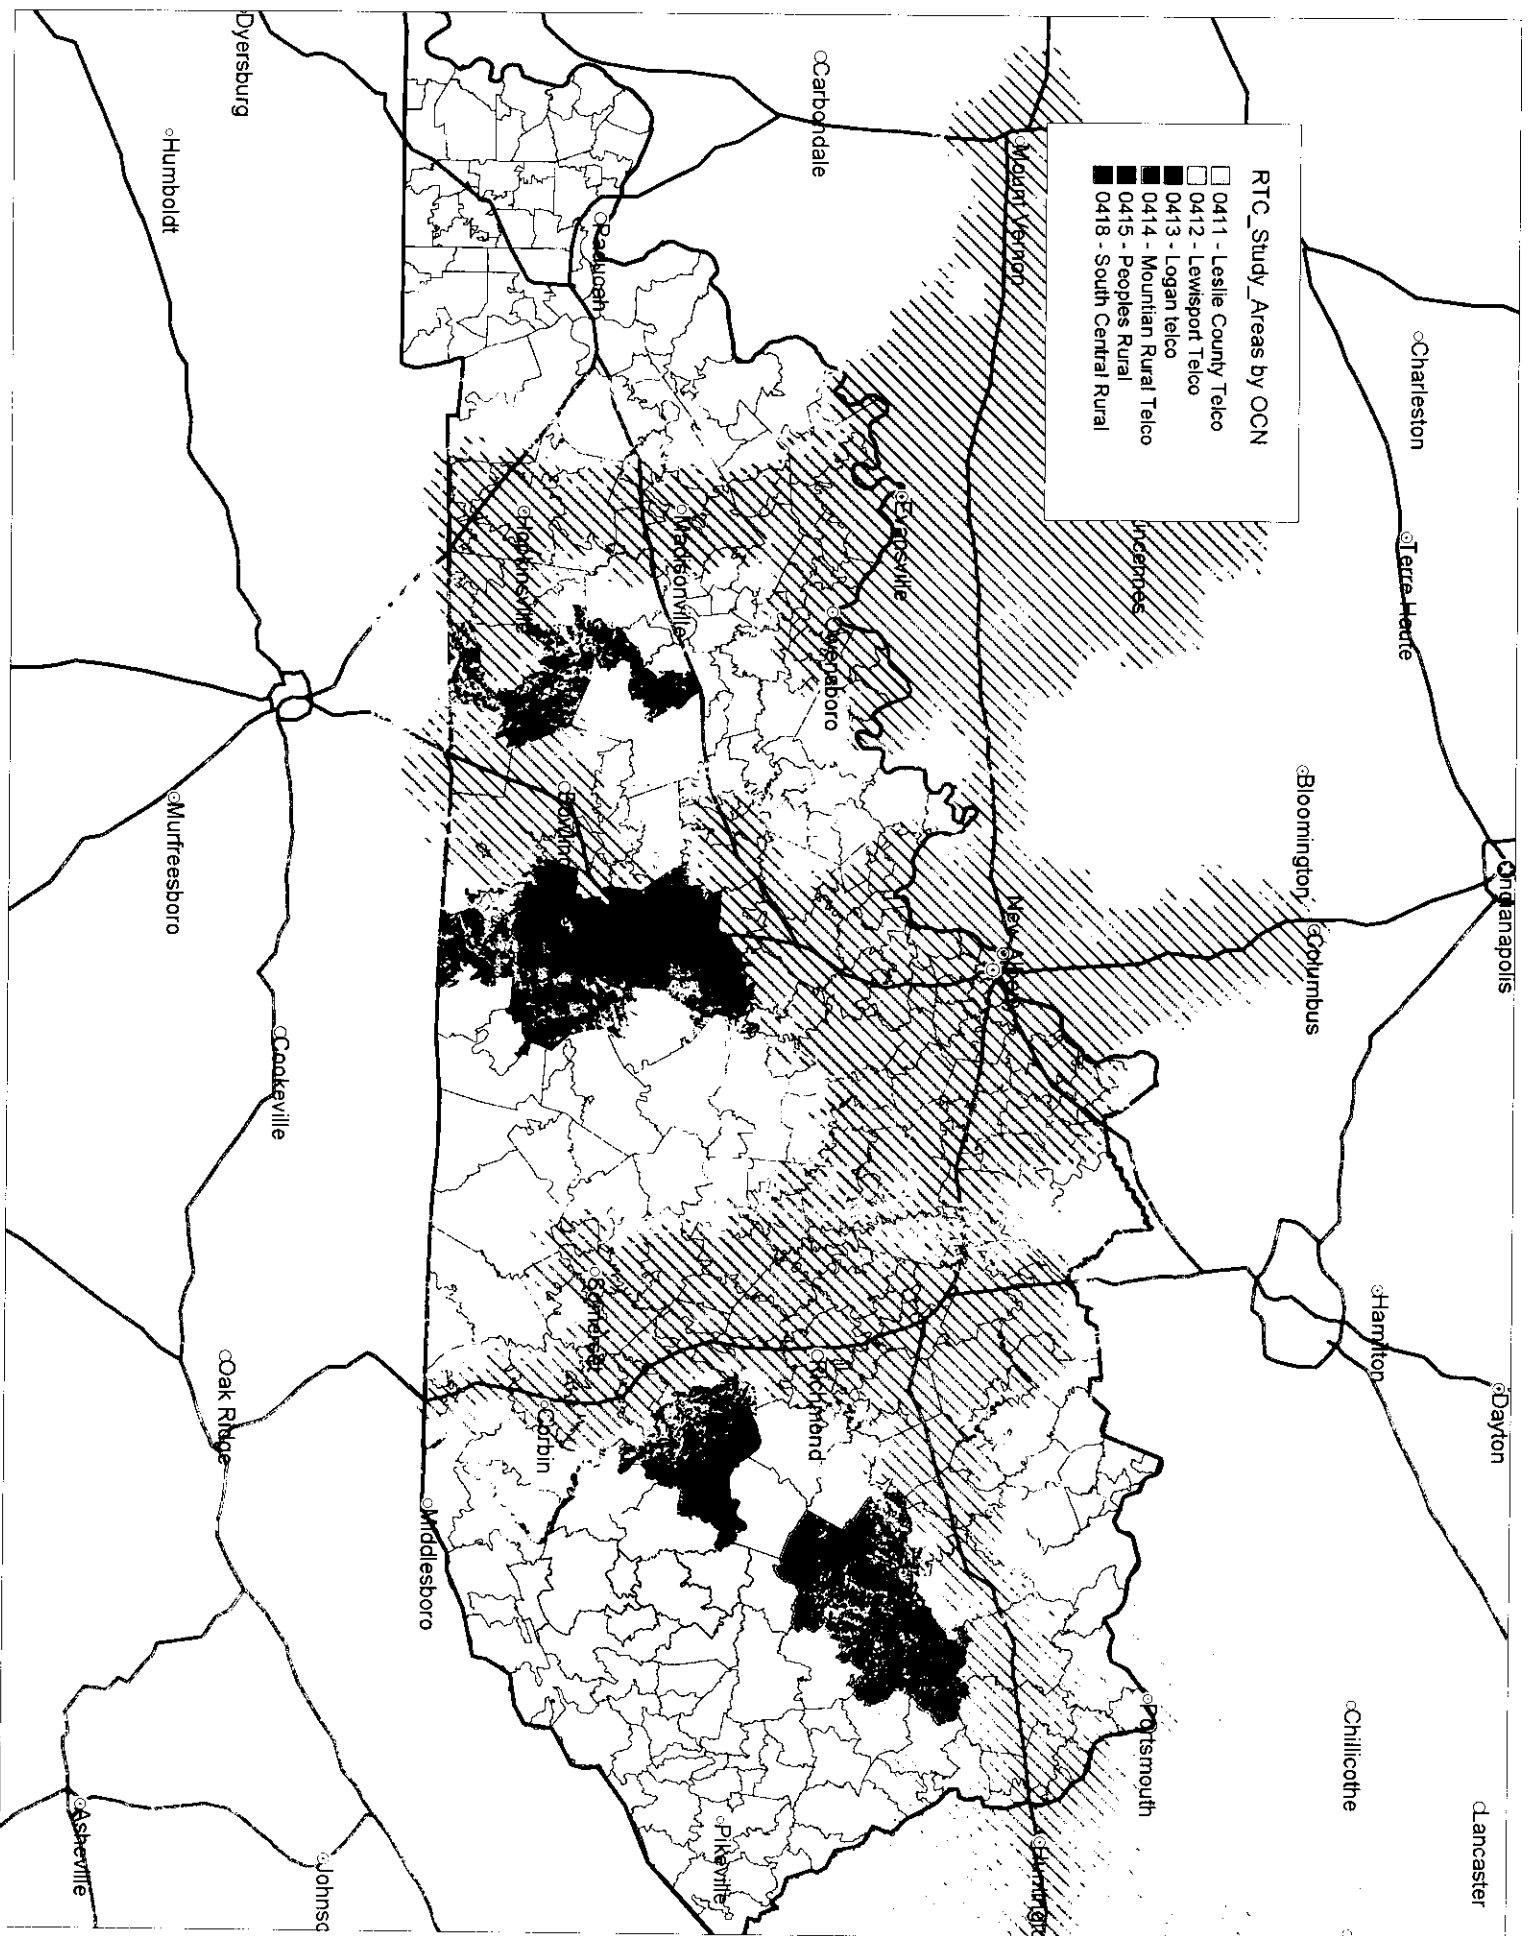 RTC_Study_Areas by OCN
0411 - Leslie County Telco
0412 - Lewisport Telco
0413 - Logan telco
0414 - Mountian Rural Telco
0415 - Peoples Rural
0418 - South Central Rural
Charleston
Terre Haute
Bloomington
Indianapolis
Columbus
Hamilton
Dayton
Chillicothe
Lancaster
Portsmouth
Carbondale
Mount Vernon
Evansville
Owensboro
Paducah
Madisonville
Hopkinsville
Richmond
Somerset
Corbin
Middlesboro
Pikeville
Dyersburg
Humboldt
Murfreesboro
Cookeville
Oak Ridge
Asheville
Johnsc